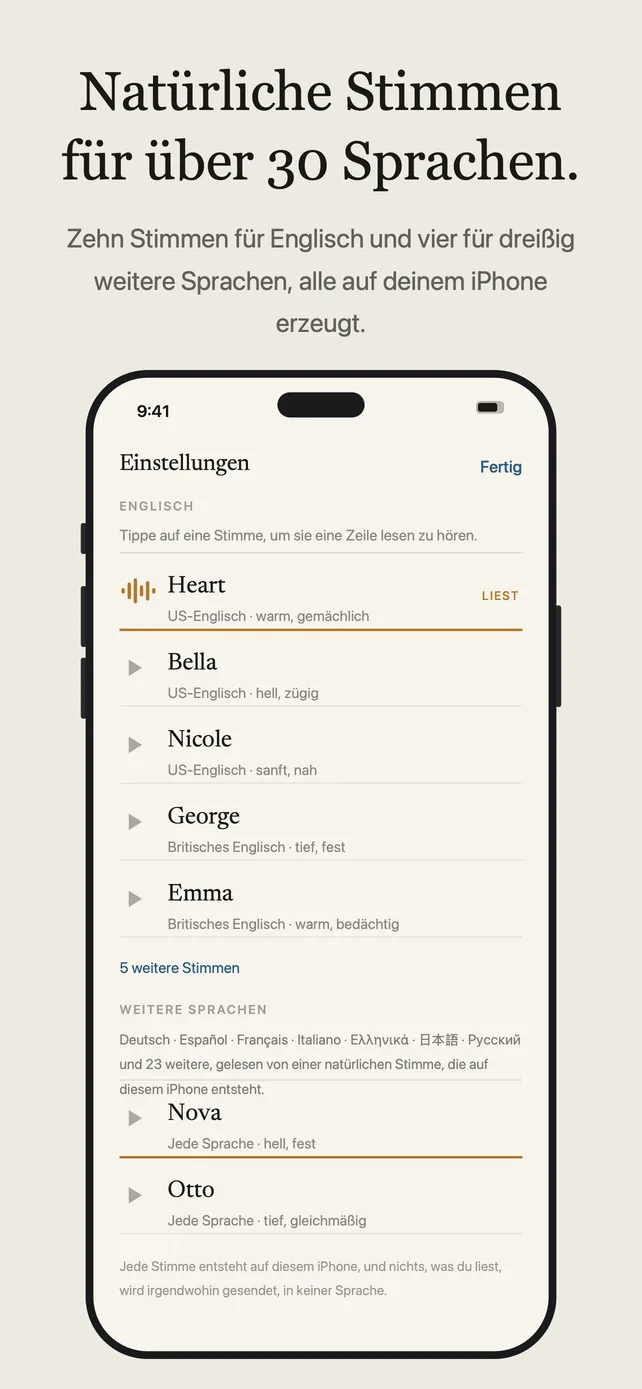 Natürliche Stimmen
für über 30 Sprachen.
Zehn Stimmen für Englisch und vier für dreißig
weitere Sprachen, alle auf deinem iPhone
erzeugt.
9:41
Einstellungen
Fertig
ENGLISCH
Tippe auf eine Stimme, um sie eine Zeile lesen zu hören.
Heart
LIEST
US-Englisch · warm, gemächlich
Bella
US-Englisch · hell, zügig
Nicole
US-Englisch · sanft, nah
George
Britisches Englisch · tief, fest
Emma
Britisches Englisch · warm, bedächtig
5 weitere Stimmen
WEITERE SPRACHEN
Deutsch · Español · Français · Italiano · Ελληνικά · 日本語 · Русский
und 23 weitere, gelesen von einer natürlichen Stimme, die auf
diesem iPhone entsteht.
Nova
Jede Sprache · hell, fest
Otto
Jede Sprache · tief, gleichmäßig
Jede Stimme entsteht auf diesem iPhone, und nichts, was du liest,
wird irgendwohin gesendet, in keiner Sprache.